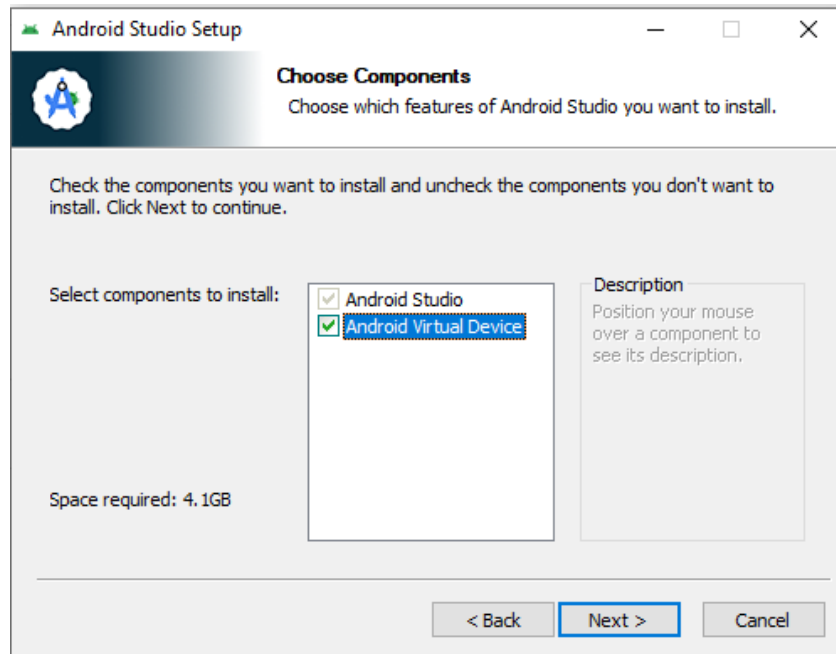 Android Studio Setup
Choose Components
Choose which features of Android Studio you want to install.
Check the components you want to install and uncheck the components you don't want to
install. Click Next to continue.
Select components to install:
Android Studio
Android Virtual Device
Description
Position your mouse
over a component to
see its description.
Space required: 4.1GB
< Back
Next >
Cancel